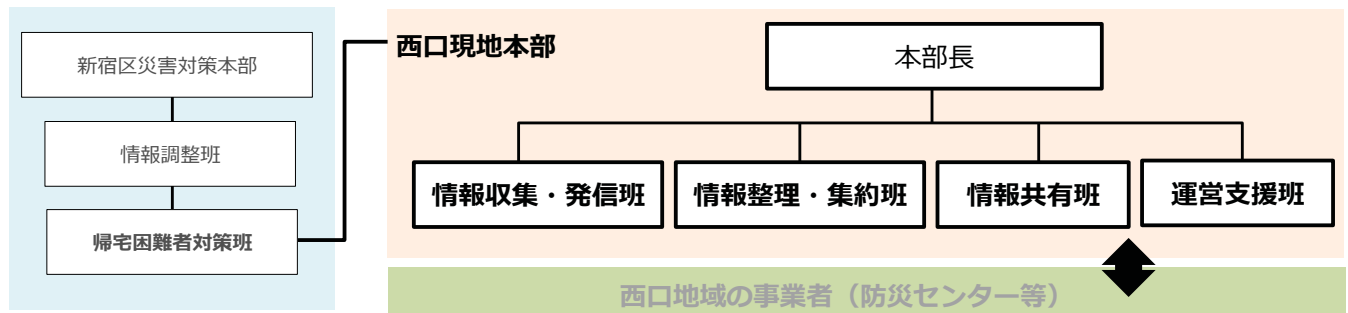 新宿区災害対策本部
情報調整班
帰宅困難者対策班
西口現地本部
本部長
情報収集・発信班
情報整理・集約班
情報共有班
運営支援班
西口地域の事業者（防災センター等）